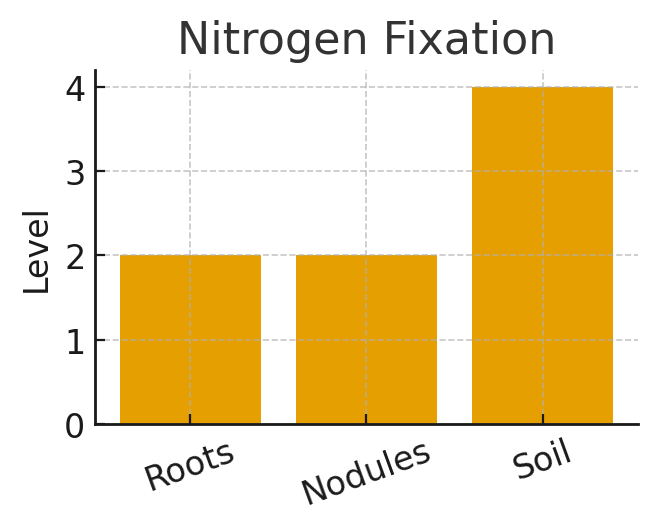 Nitrogen Fixation
Level
4
3
2
1
0
Roots
Nodules
Soil